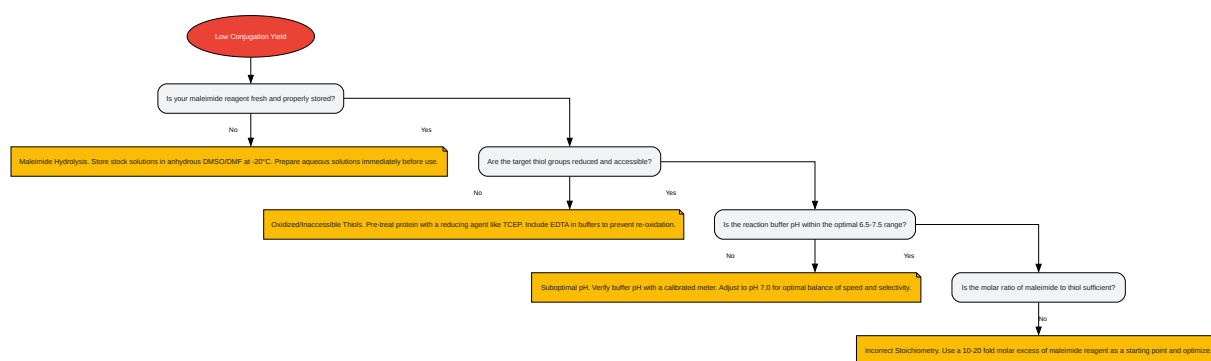 Low Conjugation Yield
Is your maleimide reagent fresh and properly stored?
No
Yes
Maleimide Hydrolysis. Store stock solutions in anhydrous DMSO/DMF at -20°C. Prepare aqueous solutions immediately before use.
Are the target thiol groups reduced and accessible?
No
Yes
Oxidized/Inaccessible Thiols. Pre-treat protein with a reducing agent like TCEP. Include EDTA in buffers to prevent re-oxidation.
Is the reaction buffer pH within the optimal 6.5-7.5 range?
No
Yes
Suboptimal pH. Verify buffer pH with a calibrated meter. Adjust to pH 7.0 for optimal balance of speed and selectivity.
Is the molar ratio of maleimide to thiol sufficient?
No
Incorrect Stoichiometry. Use a 10-20 fold molar excess of maleimide reagent as a starting point and optimize